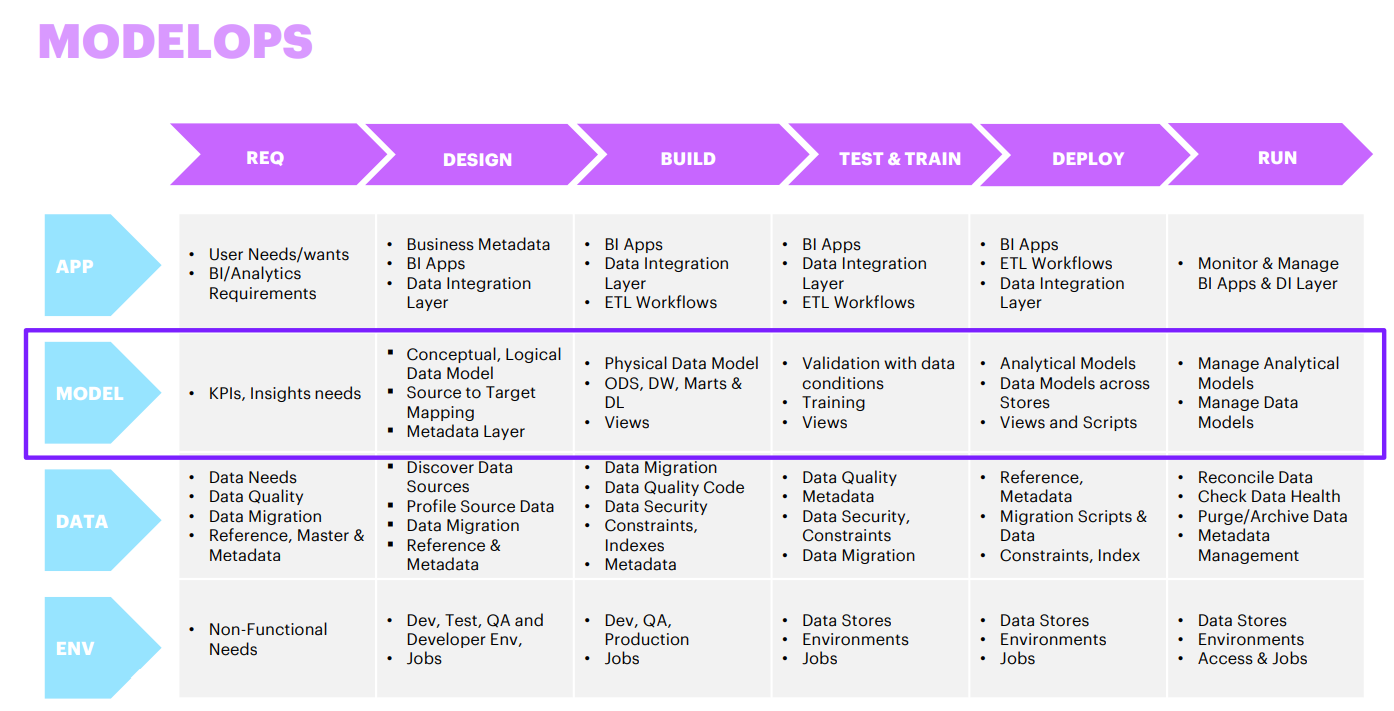 MODELOPS
REQ
DESIGN
BUILD
TEST & TRAIN
DEPLOY
RUN
APP
• User Needs/wants
• BI/Analytics
Requirements
• Business Metadata
• BI Apps
• Data Integration
Layer
• BI Apps
• Data Integration
Layer
• ETL Workflows
• BI Apps
• Data Integration
Layer
• ETL Workflows
• BI Apps
• ETL Workflows
• Data Integration
Layer
• Monitor & Manage
BI Apps & DI Layer
MODEL
• KPIs, Insights needs
▪ Conceptual, Logical
Data Model
▪ Source to Target
Mapping
▪ Metadata Layer
• Physical Data Model
• ODS, DW, Marts &
DL
• Views
• Validation with data
conditions
• Training
• Views
• Analytical Models
• Data Models across
Stores
• Views and Scripts
• Manage Analytical
Models
• Manage Data
Models
DATA
• Data Needs
• Data Quality
• Data Migration
• Reference, Master &
Metadata
▪ Discover Data
Sources
▪ Profile Source Data
▪ Data Migration
▪ Reference &
Metadata
• Data Migration
• Data Quality Code
• Data Security
• Constraints,
Indexes
• Metadata
• Data Quality
• Metadata
• Data Security,
Constraints
• Data Migration
• Reference,
Metadata
• Migration Scripts &
Data
• Constraints, Index
• Reconcile Data
• Check Data Health
• Purge/Archive Data
• Metadata
Management
ENV
• Non-Functional
Needs
• Dev, Test, QA and
Developer Env,
• Jobs
• Dev, QA,
Production
• Jobs
• Data Stores
• Environments
• Jobs
• Data Stores
• Environments
• Jobs
• Data Stores
• Environments
• Access & Jobs